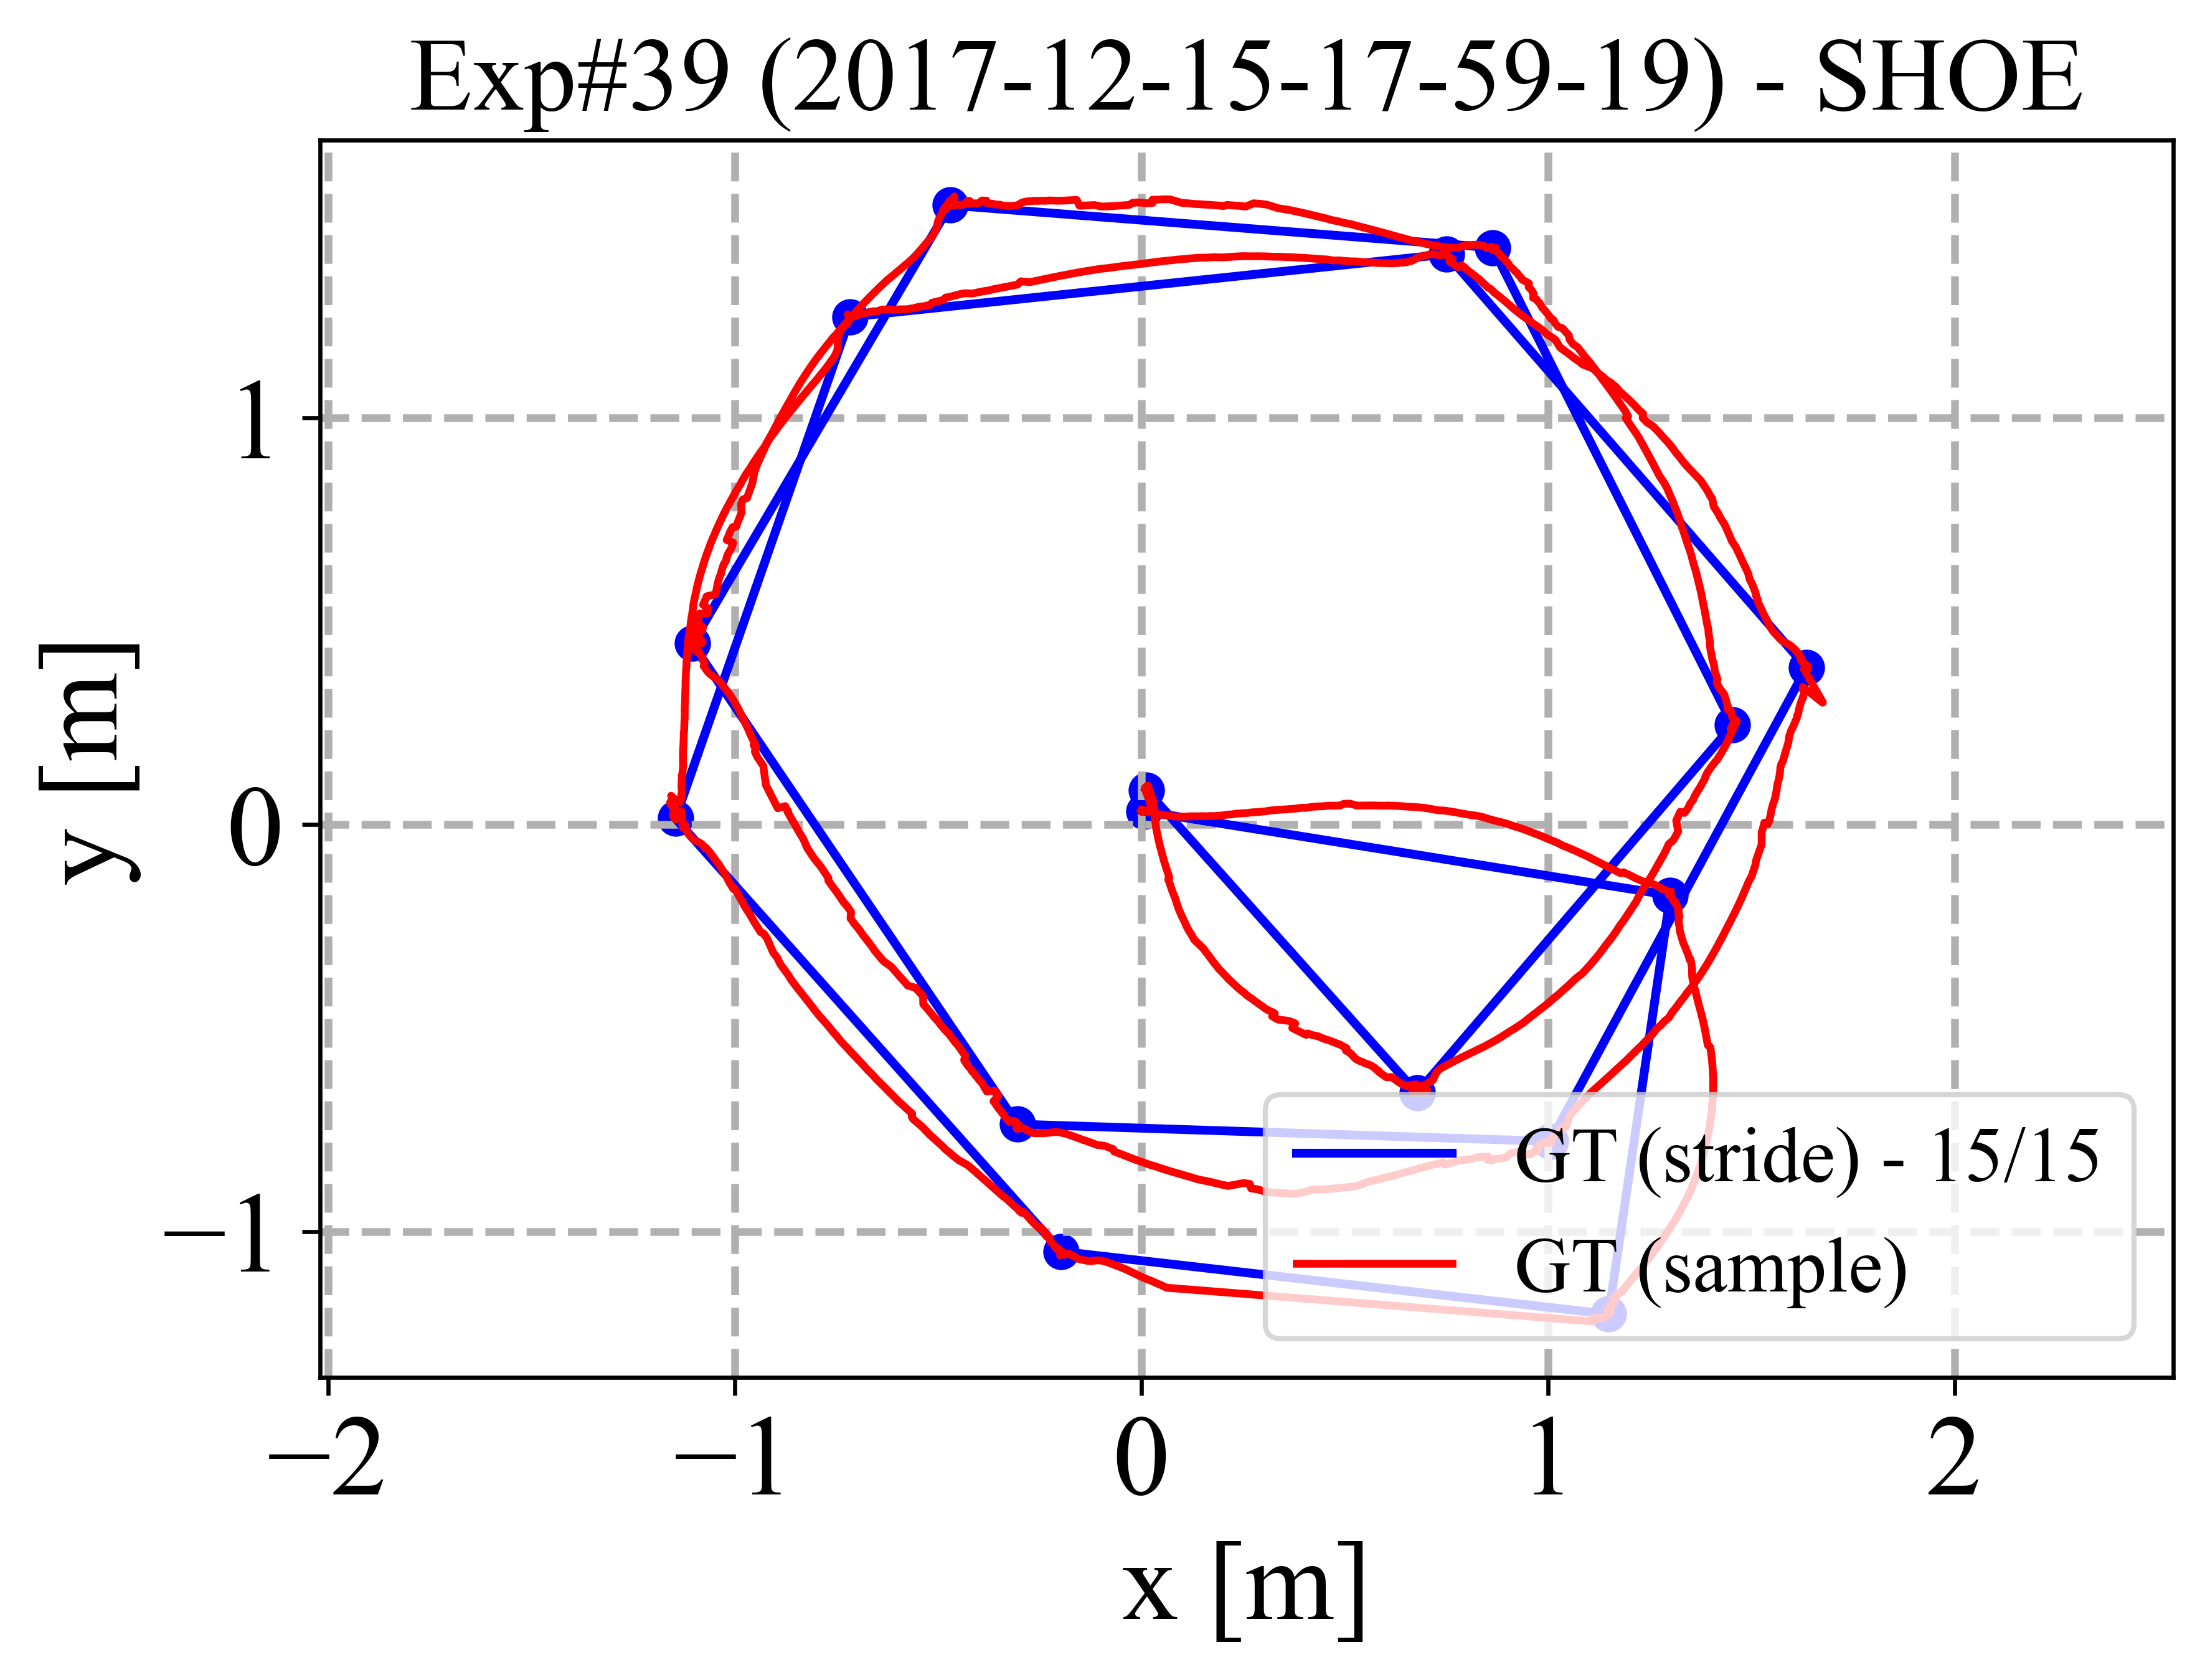 Exp#39 (2017-12-15-17-59-19) - SHOE
y [m]
1
0
−1
GT (stride) - 15/15
GT (sample)
−2 −1 0 1 2
x [m]